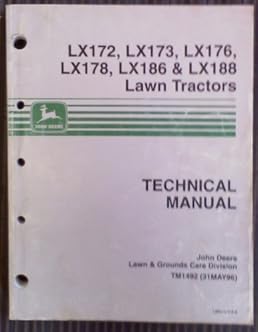 LX172, LX173, LX176,
LX178, LX186 & LX188
Lawn Tractors
JOHN DEERE
TECHNICAL
MANUAL
John Deere
Lawn & Grounds Care Division
TM1492 (31MAY96)